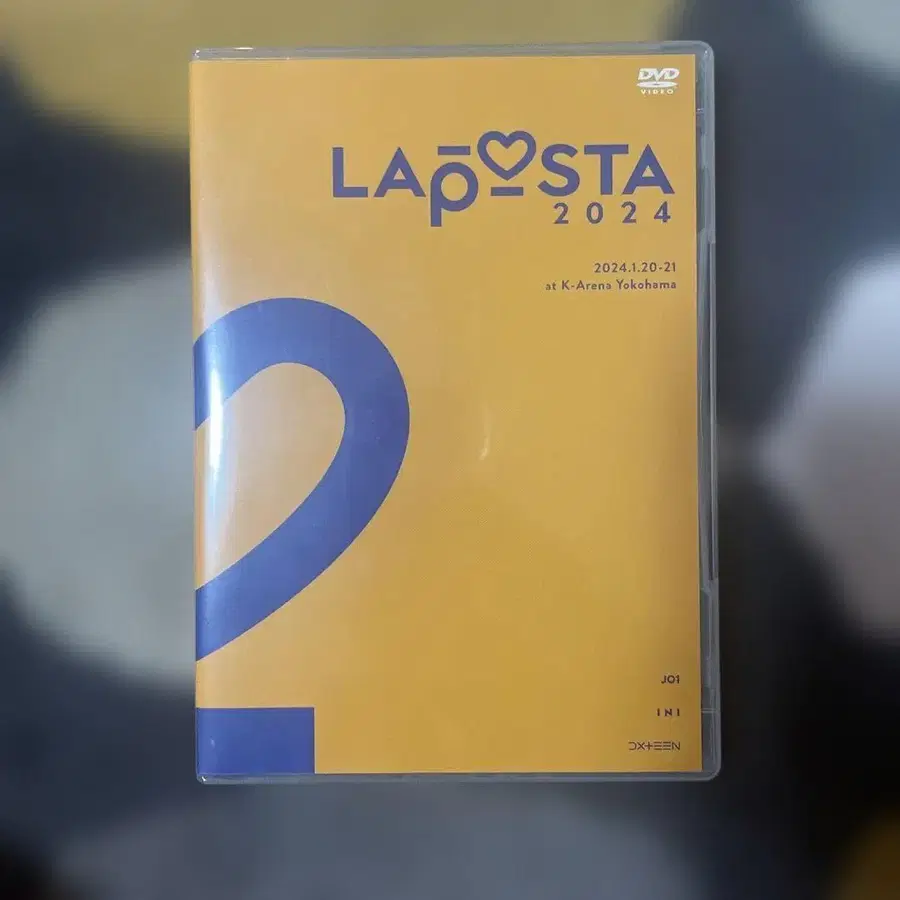 DVD
VIDEO
LAPOSTA
2024
2024.1.20-21
at K-Arena Yokohama
JO1
INI
DXTEEN